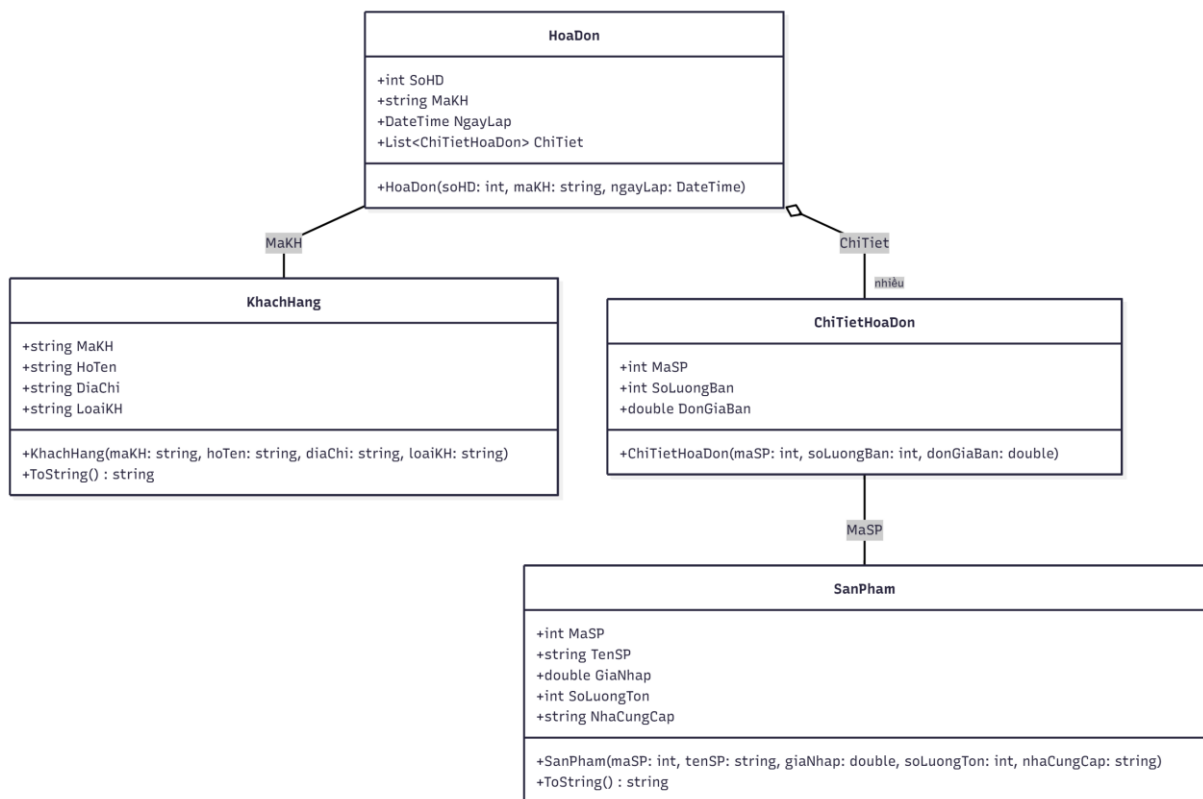 HoaDon
+int SoHD
+string MaKH
+DateTime NgayLap
+List<ChiTietHoaDon> ChiTiet
+HoaDon(soHD: int, maKH: string, ngayLap: DateTime)
MaKH
ChiTiet
nhiều
KhachHang
+string MaKH
+string HoTen
+string DiaChi
+string LoaiKH
+KhachHang(maKH: string, hoTen: string, diaChi: string, loaiKH: string)
+ToString() : string
ChiTietHoaDon
+int MaSP
+int SoLuongBan
+double DonGiaBan
+ChiTietHoaDon(maSP: int, soLuongBan: int, donGiaBan: double)
MaSP
SanPham
+int MaSP
+string TenSP
+double GiaNhap
+int SoLuongTon
+string NhaCungCap
+SanPham(maSP: int, tenSP: string, giaNhap: double, soLuongTon: int, nhaCungCap: string)
+ToString() : string